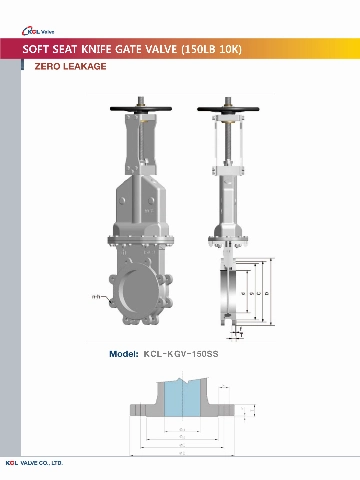 KCL Valve
SOFT SEAT KNIFE GATE VALVE (150LB 10K)
ZERO LEAKAGE
n-h
Model: KCL-KGV-150SS
KCL VALVE CO., LTD.